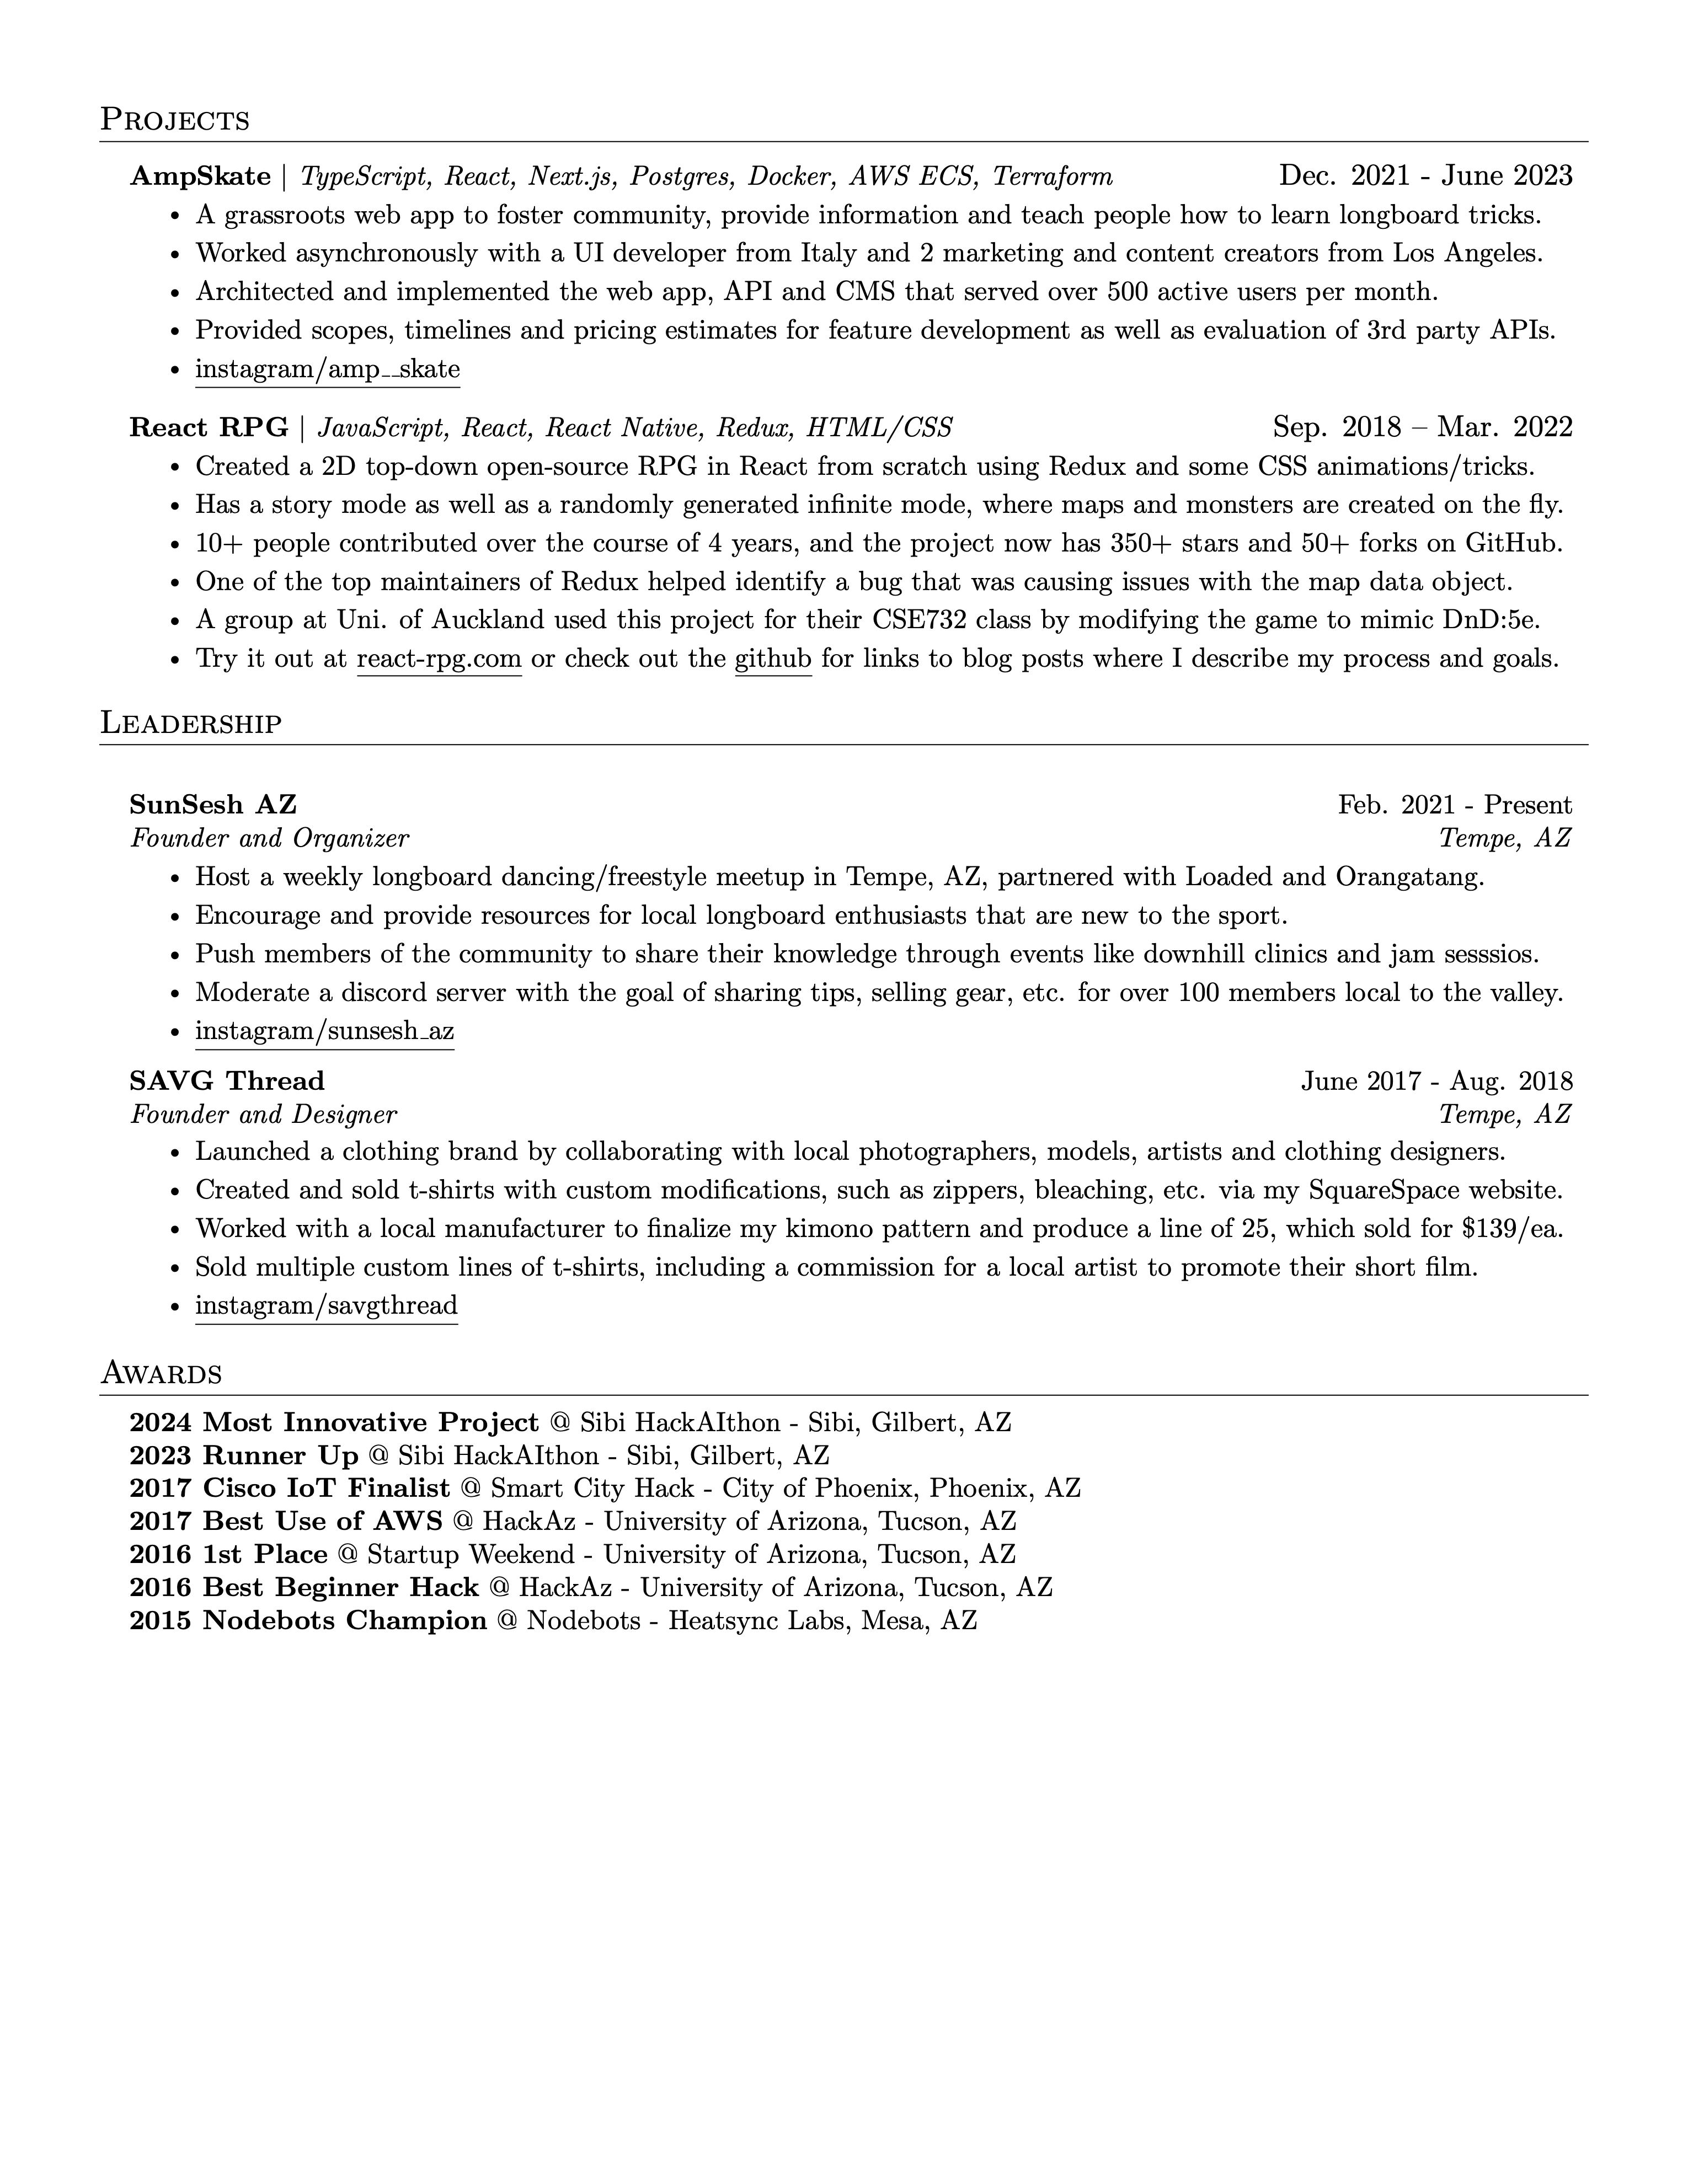 Projects
AmpSkate | TypeScript, React, Next.js, Postgres, Docker, AWS ECS, Terraform Dec. 2021 - June 2023
• A grassroots web app to foster community, provide information and teach people how to learn longboard tricks.
• Worked asynchronously with a UI developer from Italy and 2 marketing and content creators from Los Angeles.
• Architected and implemented the web app, API and CMS that served over 500 active users per month.
• Provided scopes, timelines and pricing estimates for feature development as well as evaluation of 3rd party APIs.
• instagram/amp__skate
React RPG | JavaScript, React, React Native, Redux, HTML/CSS Sep. 2018 – Mar. 2022
• Created a 2D top-down open-source RPG in React from scratch using Redux and some CSS animations/tricks.
• Has a story mode as well as a randomly generated infinite mode, where maps and monsters are created on the fly.
• 10+ people contributed over the course of 4 years, and the project now has 350+ stars and 50+ forks on GitHub.
• One of the top maintainers of Redux helped identify a bug that was causing issues with the map data object.
• A group at Uni. of Auckland used this project for their CSE732 class by modifying the game to mimic DnD:5e.
• Try it out at react-rpg.com or check out the github for links to blog posts where I describe my process and goals.
Leadership
SunSesh AZ Feb. 2021 - Present
Founder and Organizer Tempe, AZ
• Host a weekly longboard dancing/freestyle meetup in Tempe, AZ, partnered with Loaded and Orangatang.
• Encourage and provide resources for local longboard enthusiasts that are new to the sport.
• Push members of the community to share their knowledge through events like downhill clinics and jam sesssios.
• Moderate a discord server with the goal of sharing tips, selling gear, etc. for over 100 members local to the valley.
• instagram/sunsesh_az
SAVG Thread June 2017 - Aug. 2018
Founder and Designer Tempe, AZ
• Launched a clothing brand by collaborating with local photographers, models, artists and clothing designers.
• Created and sold t-shirts with custom modifications, such as zippers, bleaching, etc. via my SquareSpace website.
• Worked with a local manufacturer to finalize my kimono pattern and produce a line of 25, which sold for $139/ea.
• Sold multiple custom lines of t-shirts, including a commission for a local artist to promote their short film.
• instagram/savgthread
Awards
2024 Most Innovative Project @ Sibi HackAIthon - Sibi, Gilbert, AZ
2023 Runner Up @ Sibi HackAIthon - Sibi, Gilbert, AZ
2017 Cisco IoT Finalist @ Smart City Hack - City of Phoenix, Phoenix, AZ
2017 Best Use of AWS @ HackAz - University of Arizona, Tucson, AZ
2016 1st Place @ Startup Weekend - University of Arizona, Tucson, AZ
2016 Best Beginner Hack @ HackAz - University of Arizona, Tucson, AZ
2015 Nodebots Champion @ Nodebots - Heatsync Labs, Mesa, AZ